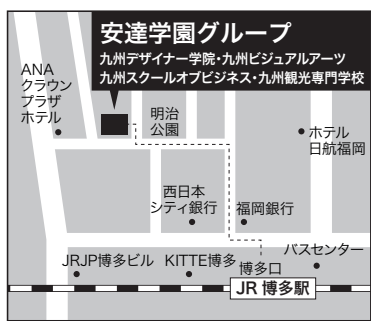 安達学園グループ
九州デザイナー学院・九州ビジュアルアーツ
九州スクールオブビジネス・九州観光専門学校
ANA
クラウン
プラザ
ホテル
明治
公園
ホテル
日航福岡
西日本
シティ銀行
福岡銀行
バスセンター
JRJP博多ビル
KITTE博多
博多口
JR 博多駅